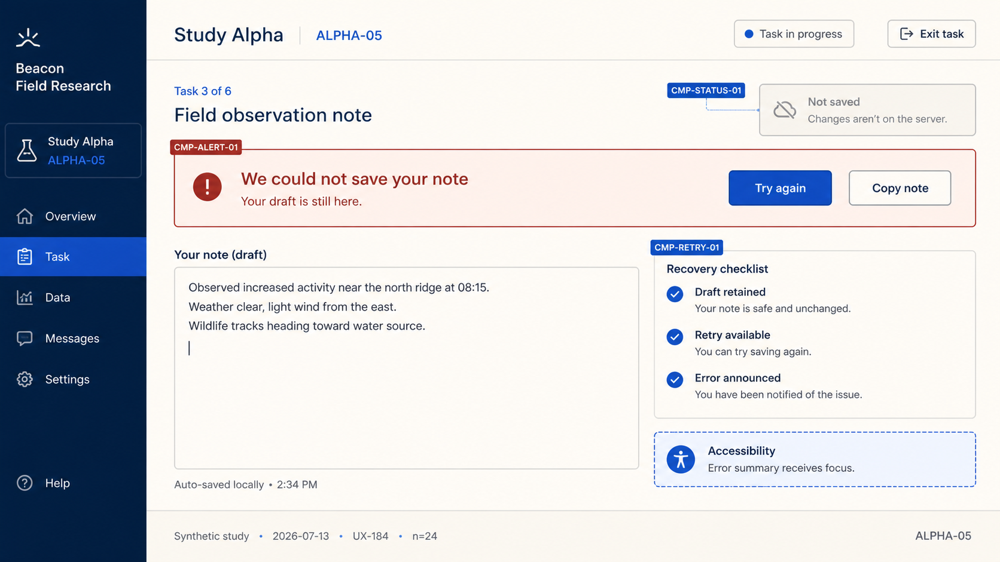 Beacon
Field Research
Study Alpha
ALPHA-05
Overview
Task
Data
Messages
Settings
Help
Study Alpha
ALPHA-05
Task in progress
Exit task
Task 3 of 6
Field observation note
CMP-STATUS-01
Not saved
Changes aren’t on the server.
CMP-ALERT-01
We could not save your note
Your draft is still here.
Try again
Copy note
Your note (draft)
Observed increased activity near the north ridge at 08:15.
Weather clear, light wind from the east.
Wildlife tracks heading toward water source.
Auto-saved locally • 2:34 PM
CMP-RETRY-01
Recovery checklist
Draft retained
Your note is safe and unchanged.
Retry available
You can try saving again.
Error announced
You have been notified of the issue.
Accessibility
Error summary receives focus.
Synthetic study • 2026-07-13 • UX-184 • n=24
ALPHA-05